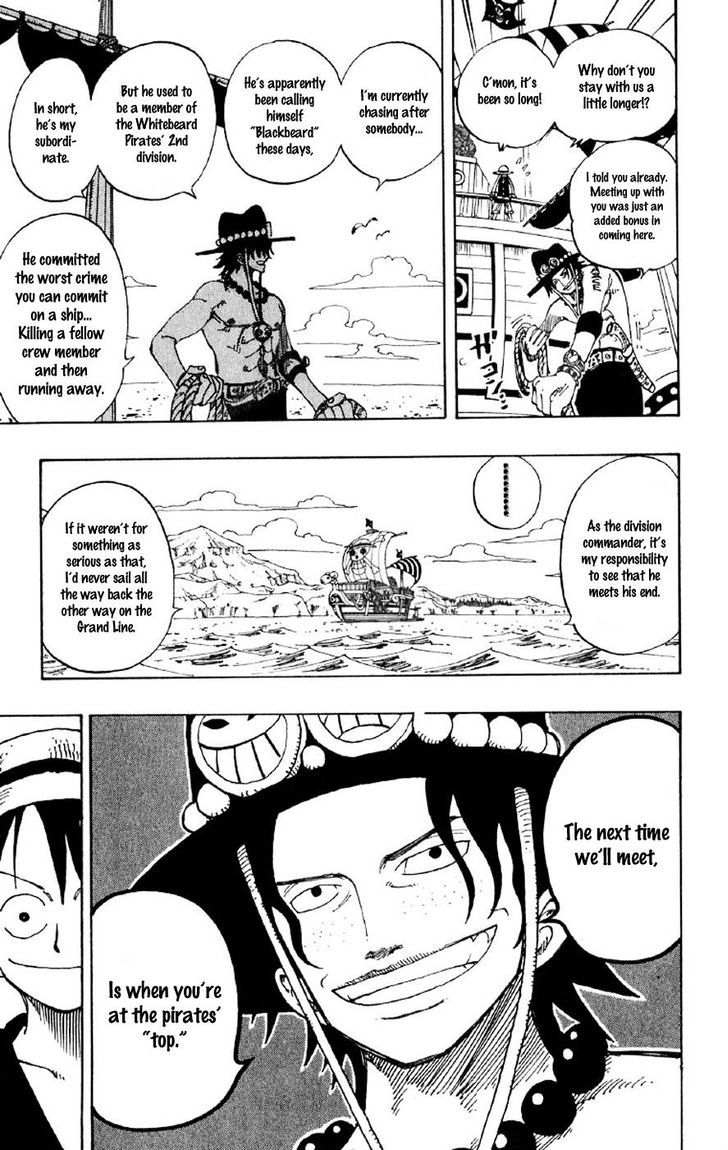 Why don't you
stay with us a
little longer!?
C'mon, it's
been so long!
I told you already.
Meeting up with
you was just an
added bonus in
coming here.
I'm currently
chasing after
somebody...
He's apparently
been calling
himself
"Blackbeard"
these days,
But he used to
be a member of
the Whitebeard
Pirates' 2nd
division.
In short,
he's my
subordi-
nate.
He committed
the worst crime
you can commit
on a ship...
Killing a fellow
crew member
and then
running away.
As the division
commander, it's
my responsibility
to see that he
meets his end.
.........
If it weren't for
something as
serious as that,
I'd never sail all
the way back the
other way on the
Grand Line.
The next time
we'll meet,
Is when you're
at the pirates'
"top."